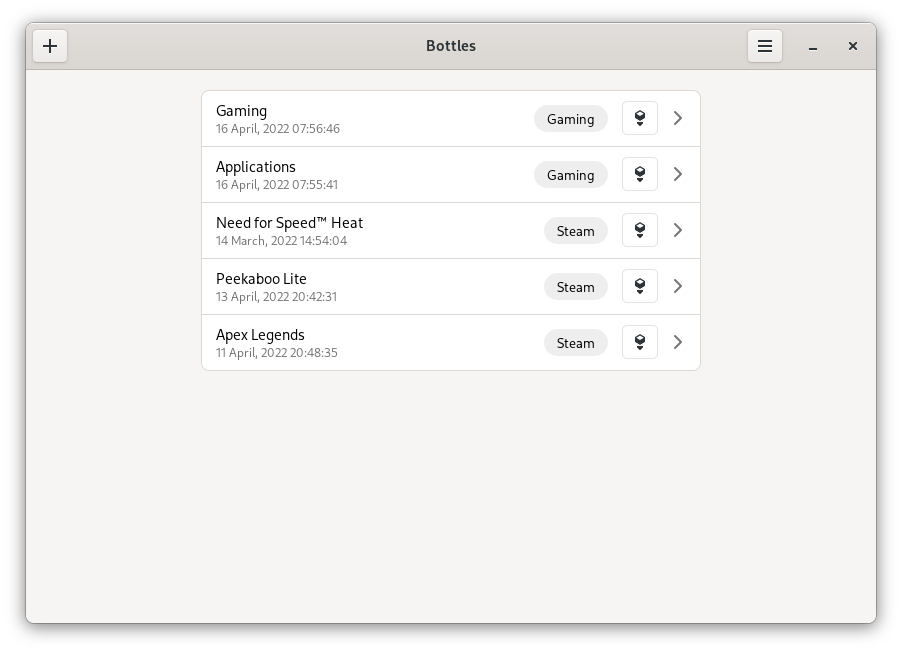 Bottles
Gaming
16 April, 2022 07:56:46
Gaming
Applications
16 April, 2022 07:55:41
Gaming
Need for Speed™ Heat
14 March, 2022 14:54:04
Steam
Peekaboo Lite
13 April, 2022 20:42:31
Steam
Apex Legends
11 April, 2022 20:48:35
Steam